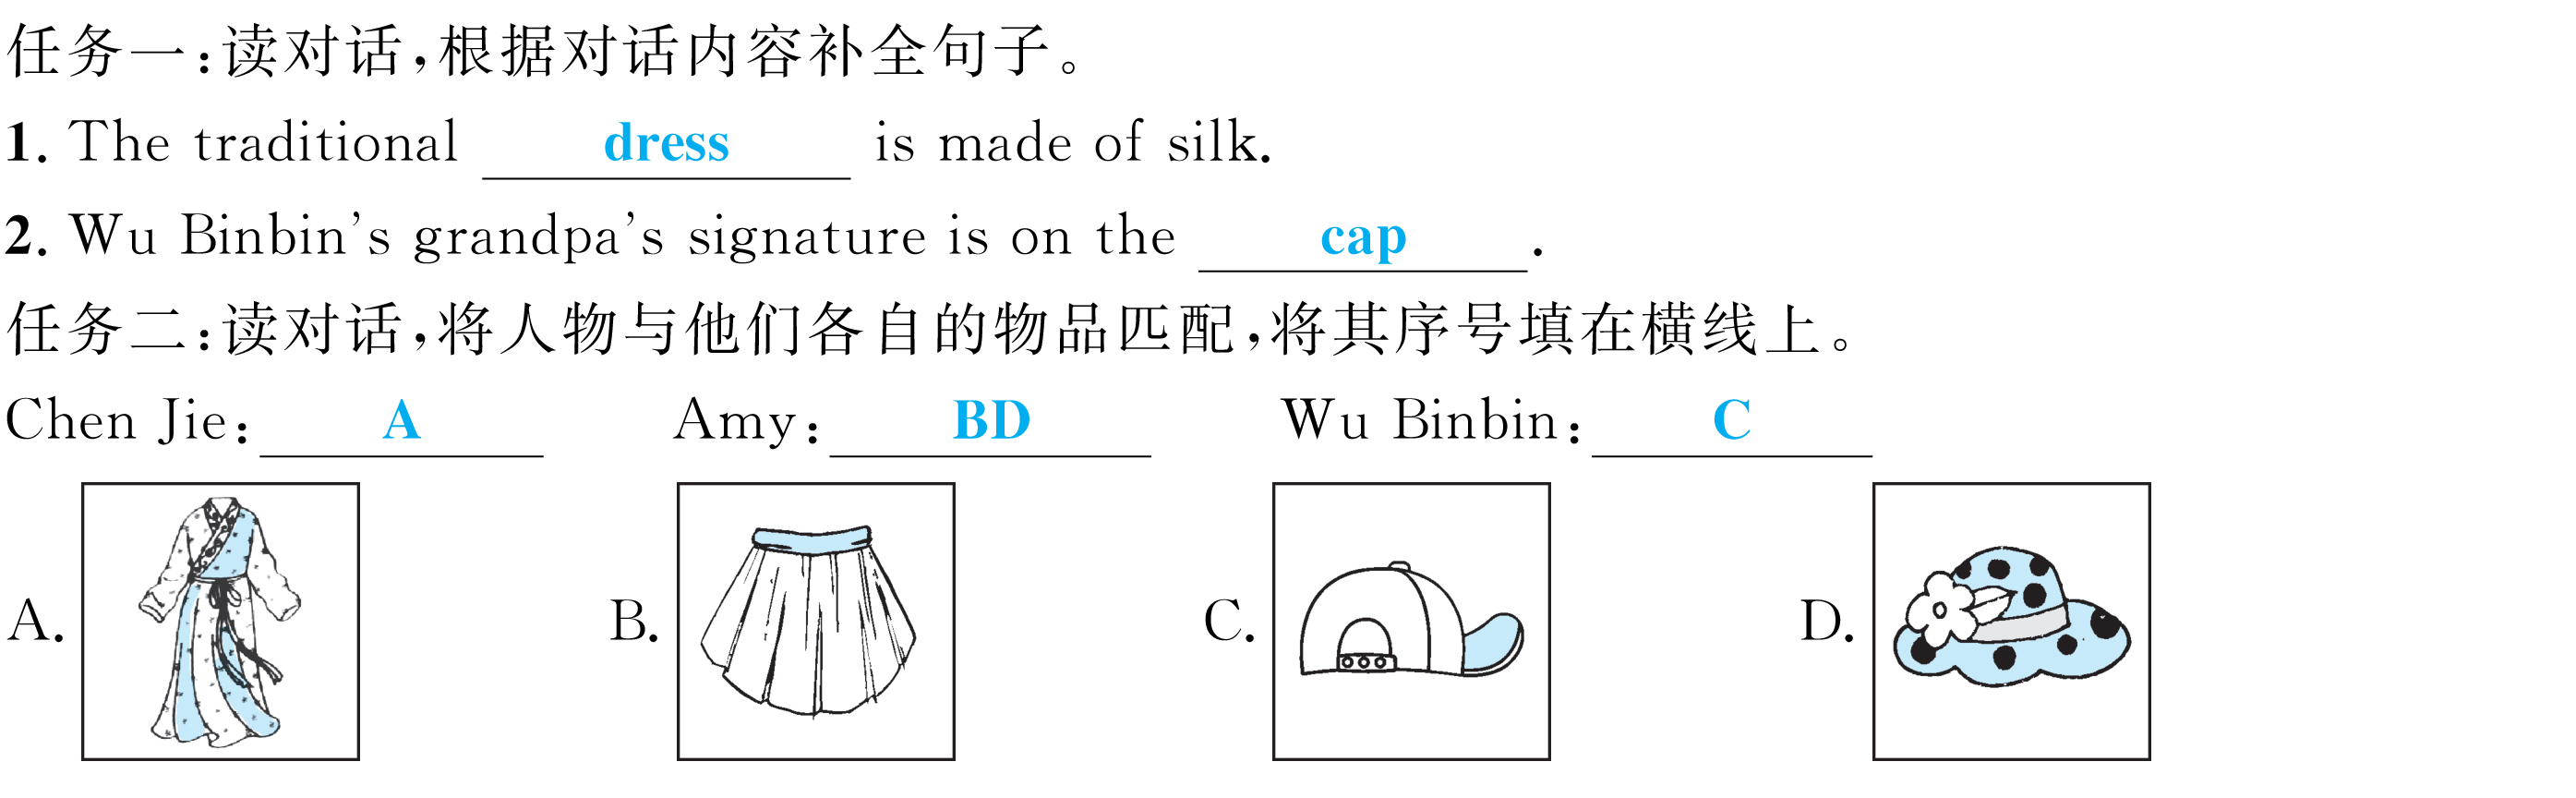 任务一:读对话,根据对话内容补全句子。
1. The traditional dress is made of silk.
2. Wu Binbin's grandpa's signature is on the cap.
任务二:读对话,将人物与他们各自的物品匹配,将其序号填在横线上。
Chen Jie: A Amy: BD Wu Binbin: C
A. B. C. D.